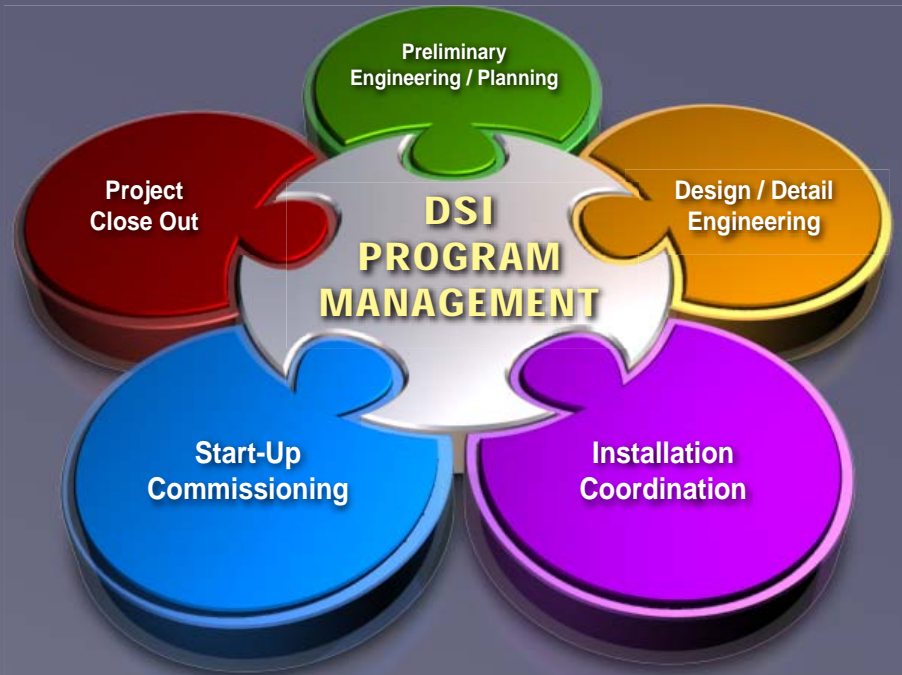 Preliminary
Engineering / Planning
Project
Close Out
DSI
PROGRAM
MANAGEMENT
Design / Detail
Engineering
Start-Up
Commissioning
Installation
Coordination